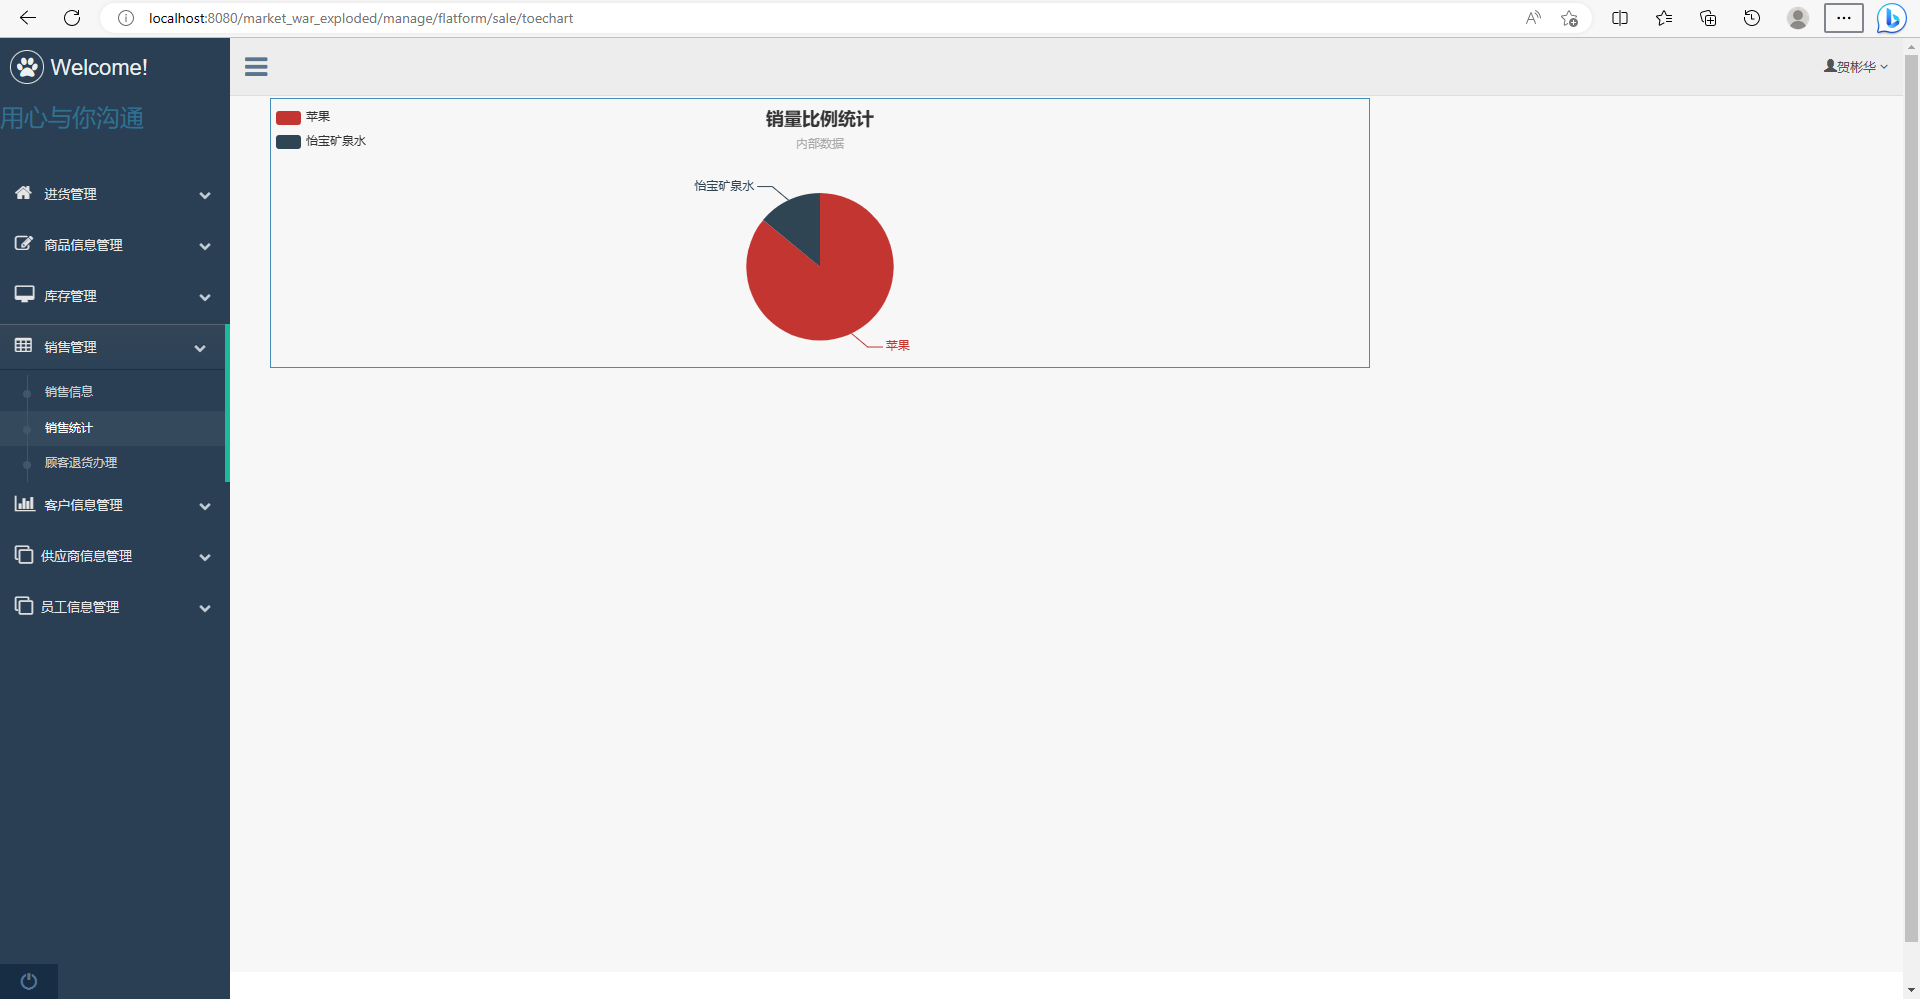 localhost:8080/market_war_exploded/manage/flatform/sale/toechart
Welcome!
用心与你沟通
进货管理
商品信息管理
库存管理
销售管理
销售信息
销售统计
顾客退货办理
客户信息管理
供应商信息管理
员工信息管理
贺彬华
苹果
怡宝矿泉水
销量比例统计
内部数据
怡宝矿泉水
苹果